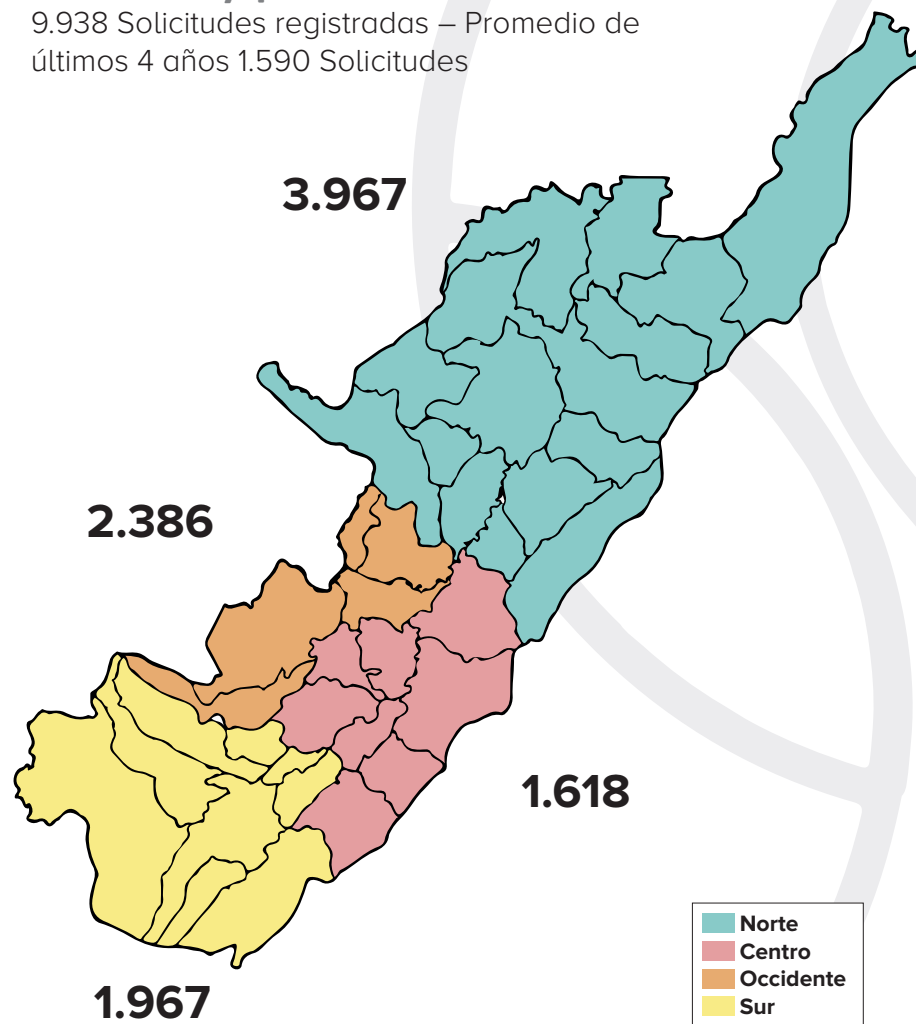 9.938 Solicitudes registradas – Promedio de
últimos 4 años 1.590 Solicitudes
3.967
2.386
1.618
1.967
Norte
Centro
Occidente
Sur